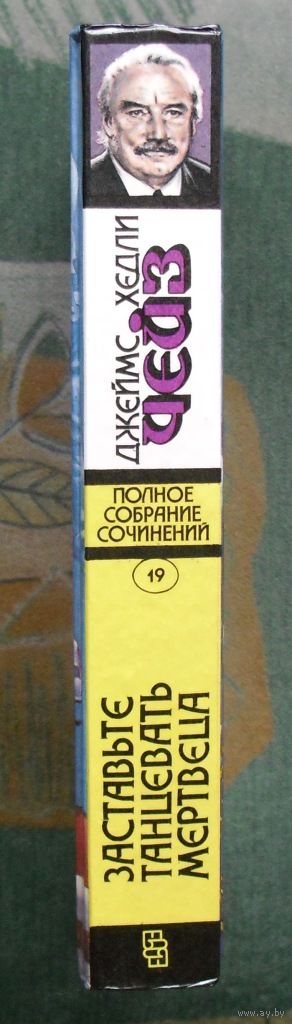 ДЖЕЙМС ХЕДЛИ
ЧЕЙЗ
ПОЛНОЕ
СОБРАНИЕ
СОЧИНЕНИЙ
19
ЗАСТАВЬТЕ
ТАНЦЕВАТЬ
МЕРТВЕЦА
www.ay.by